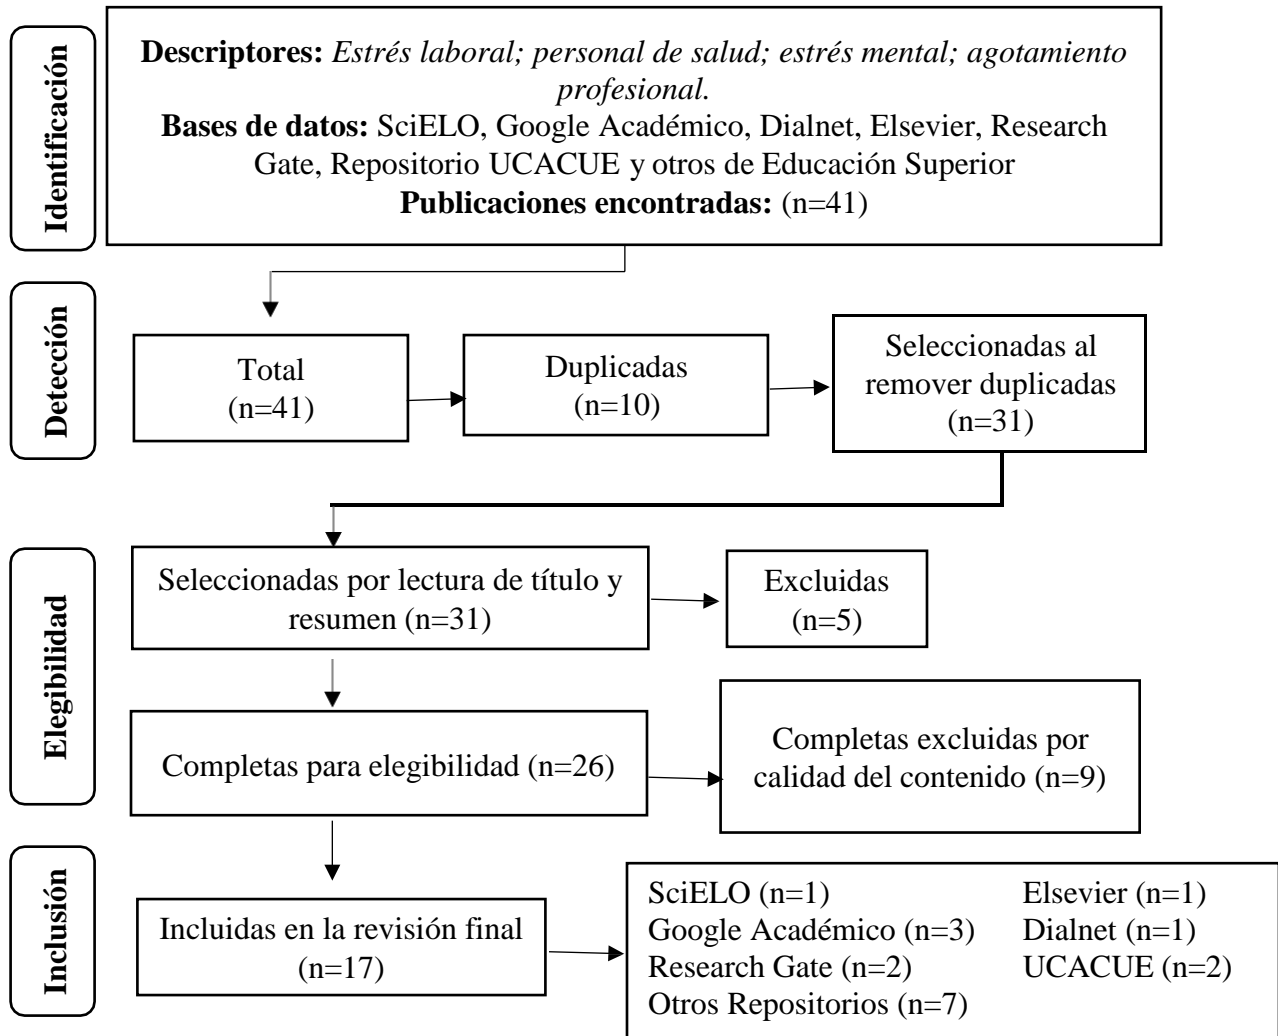 Identificación
Descriptores: Estrés laboral; personal de salud; estrés mental; agotamiento
profesional.
Bases de datos: SciELO, Google Académico, Dialnet, Elsevier, Research
Gate, Repositorio UCACUE y otros de Educación Superior
Publicaciones encontradas: (n=41)
Detección
Total
(n=41)
Duplicadas
(n=10)
Seleccionadas al
remover duplicadas
(n=31)
Elegibilidad
Seleccionadas por lectura de título y
resumen (n=31)
Excluidas
(n=5)
Completas para elegibilidad (n=26)
Completas excluidas por
calidad del contenido (n=9)
Inclusión
Incluidas en la revisión final
(n=17)
SciELO (n=1)
Google Académico (n=3)
Research Gate (n=2)
Otros Repositorios (n=7)
Elsevier (n=1)
Dialnet (n=1)
UCACUE (n=2)